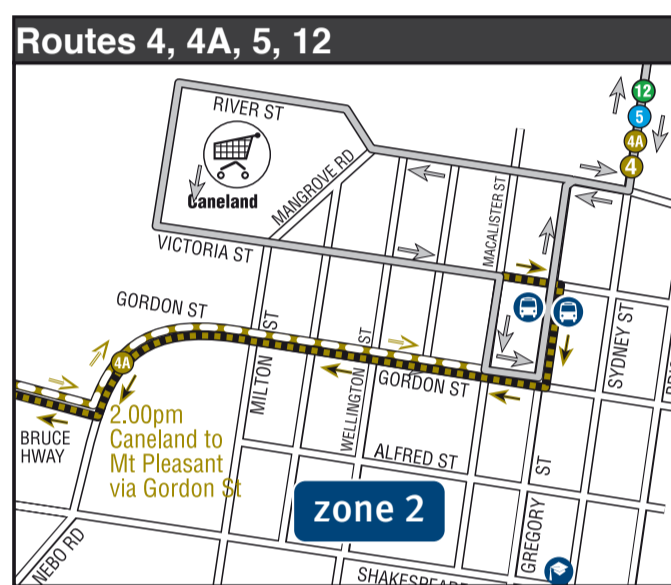 Routes 4, 4A, 5, 12
RIVER ST
12
5
4A
4
MANGROVE RD
Caneland
MACALISTER ST
VICTORIA ST
GORDON ST
SYDNEY ST
4A
MILTON ST
WELLINGTON ST
GORDON ST
2.00pm
Caneland to
Mt Pleasant
via Gordon St
BRUCE
HWAY
ALFRED ST
zone 2
GREGORY ST
NEBO RD